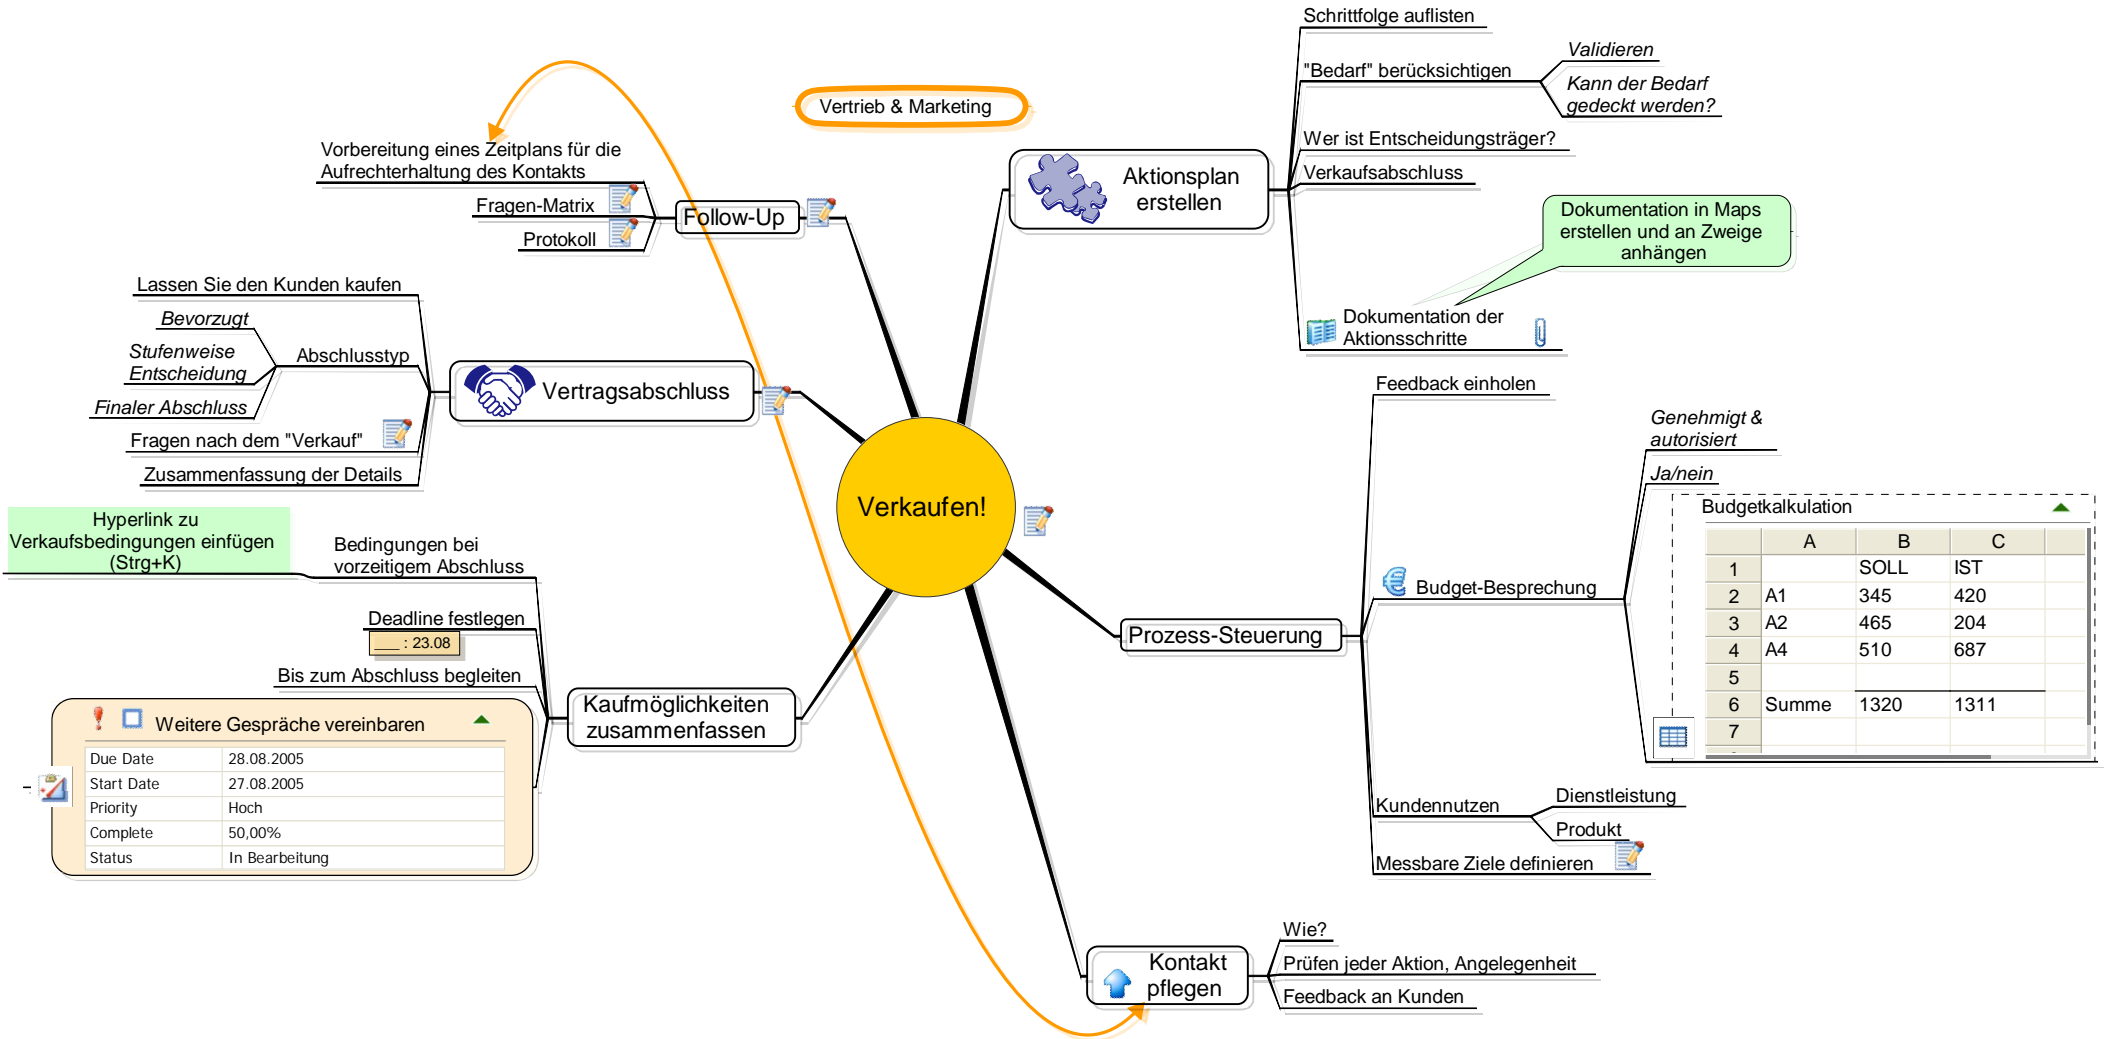 Vertrieb & Marketing
Verkaufen!
Aktionsplan
erstellen
Schrittfolge auflisten
"Bedarf" berücksichtigen
Validieren
Kann der Bedarf
gedeckt werden?
Wer ist Entscheidungsträger?
Verkaufsabschluss
Dokumentation in Maps
erstellen und an Zweige
anhängen
Dokumentation der
Aktionsschritte
Prozess-Steuerung
Feedback einholen
Budget-Besprechung
Genehmigt &
autorisiert
Ja/nein
Budgetkalkulation
A B C
1 SOLL IST
2 A1 345 420
3 A2 465 204
4 A4 510 687
5
6 Summe 1320 1311
7
Kundennutzen
Dienstleistung
Produkt
Messbare Ziele definieren
Kontakt
pflegen
Wie?
Prüfen jeder Aktion, Angelegenheit
Feedback an Kunden
Follow-Up
Vorbereitung eines Zeitplans für die
Aufrechterhaltung des Kontakts
Fragen-Matrix
Protokoll
Vertragsabschluss
Lassen Sie den Kunden kaufen
Abschlusstyp
Bevorzugt
Stufenweise
Entscheidung
Finaler Abschluss
Fragen nach dem "Verkauf"
Zusammenfassung der Details
Kaufmöglichkeiten
zusammenfassen
Bedingungen bei
vorzeitigem Abschluss
Hyperlink zu
Verkaufsbedingungen einfügen
(Strg+K)
Deadline festlegen
___ : 23.08
Bis zum Abschluss begleiten
Weitere Gespräche vereinbaren
Due Date 28.08.2005
Start Date 27.08.2005
Priority Hoch
Complete 50,00%
Status In Bearbeitung